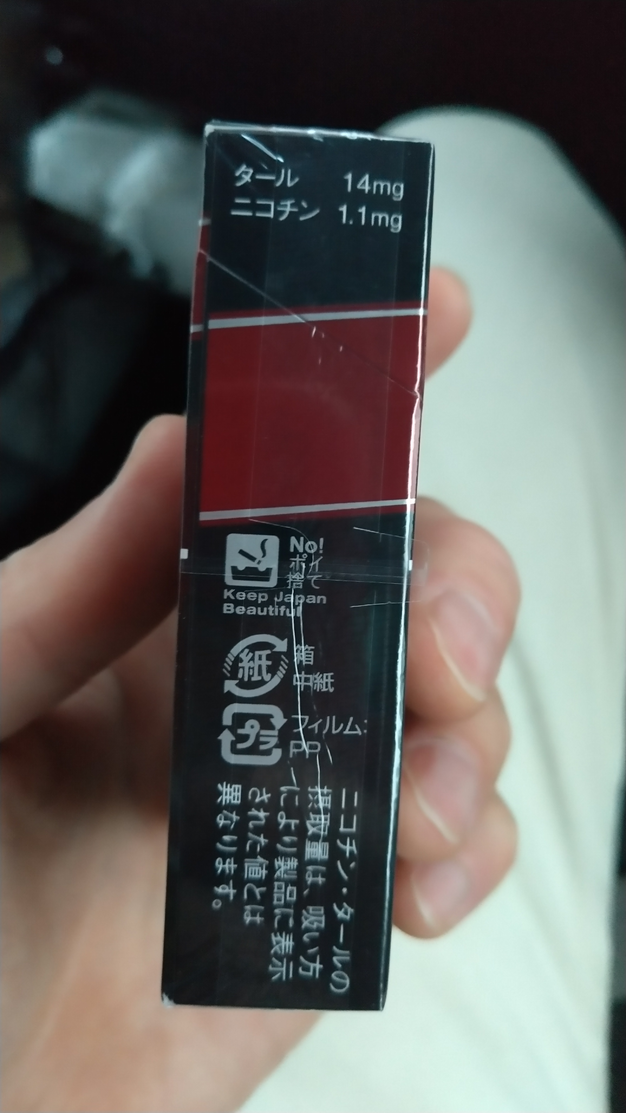 タール 14mg
ニコチン 1.1mg
No!
ポイ
捨て
Keep Japan
Beautiful
紙
箱
中紙
プラ
フィルム:
PP
ニコチン・タールの
摂取量は、吸い方
により製品に表示
された値とは
異なります。